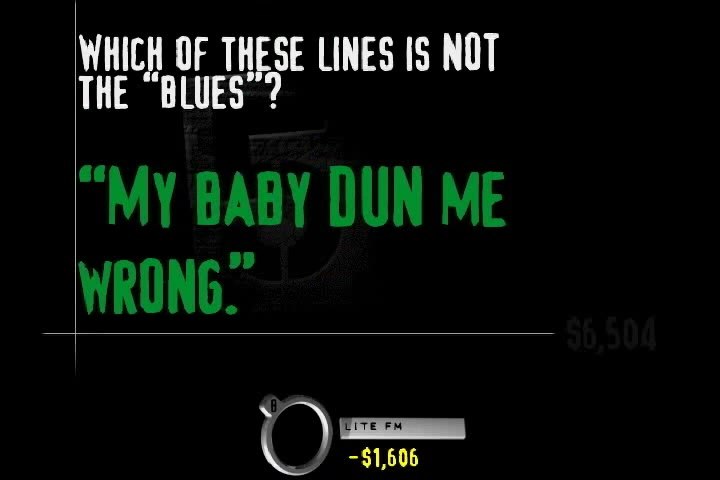 WHICH OF THESE LINES IS NOT
THE “BLUES”?
“MY BABY DUN ME
WRONG.”
$6,504
B
LITE FM
-$1,606